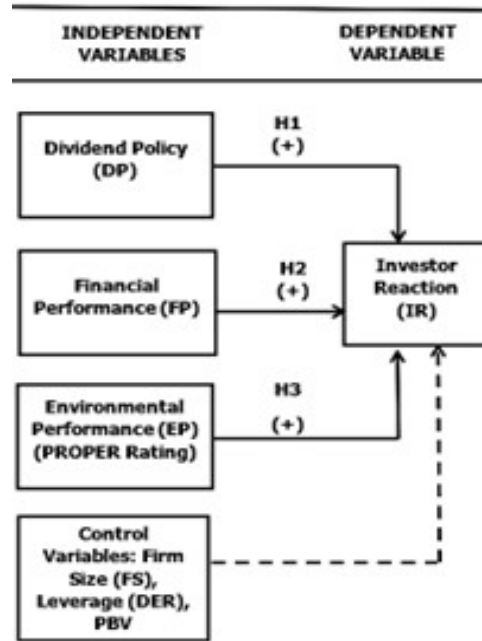 INDEPENDENT
VARIABLES
DEPENDENT
VARIABLE
Dividend Policy
(DP)
H1
(+)
Financial
Performance (FP)
H2
(+)
Investor
Reaction
(IR)
Environmental
Performance (EP)
(PROPER Rating)
H3
(+)
Control
Variables: Firm
Size (FS),
Leverage (DER),
PBV